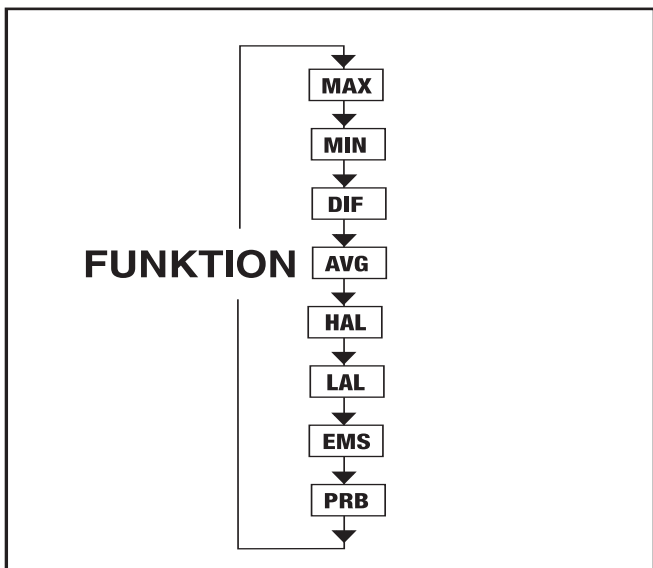 MAX
MIN
DIF
FUNKTION AVG
HAL
LAL
EMS
PRB